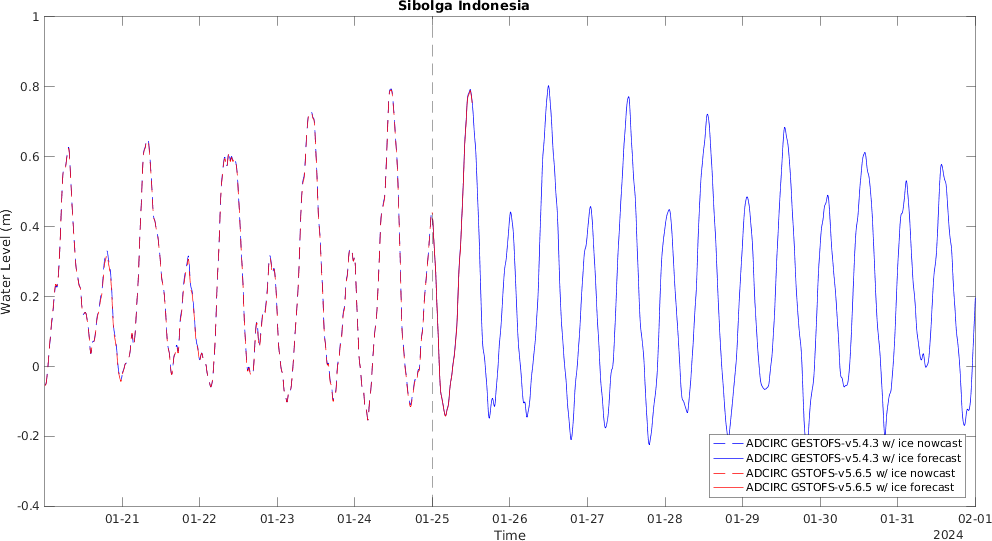 Sibolga Indonesia
Water Level (m)
1
0.8
0.6
0.4
0.2
0
-0.2
-0.4
ADCIRC GESTOFS-v5.4.3 w/ ice nowcast
ADCIRC GESTOFS-v5.4.3 w/ ice forecast
ADCIRC GSTOFS-v5.6.5 w/ ice nowcast
ADCIRC GSTOFS-v5.6.5 w/ ice forecast
01-21 01-22 01-23 01-24 01-25 01-26 01-27 01-28 01-29 01-30 01-31 02-01
Time
2024